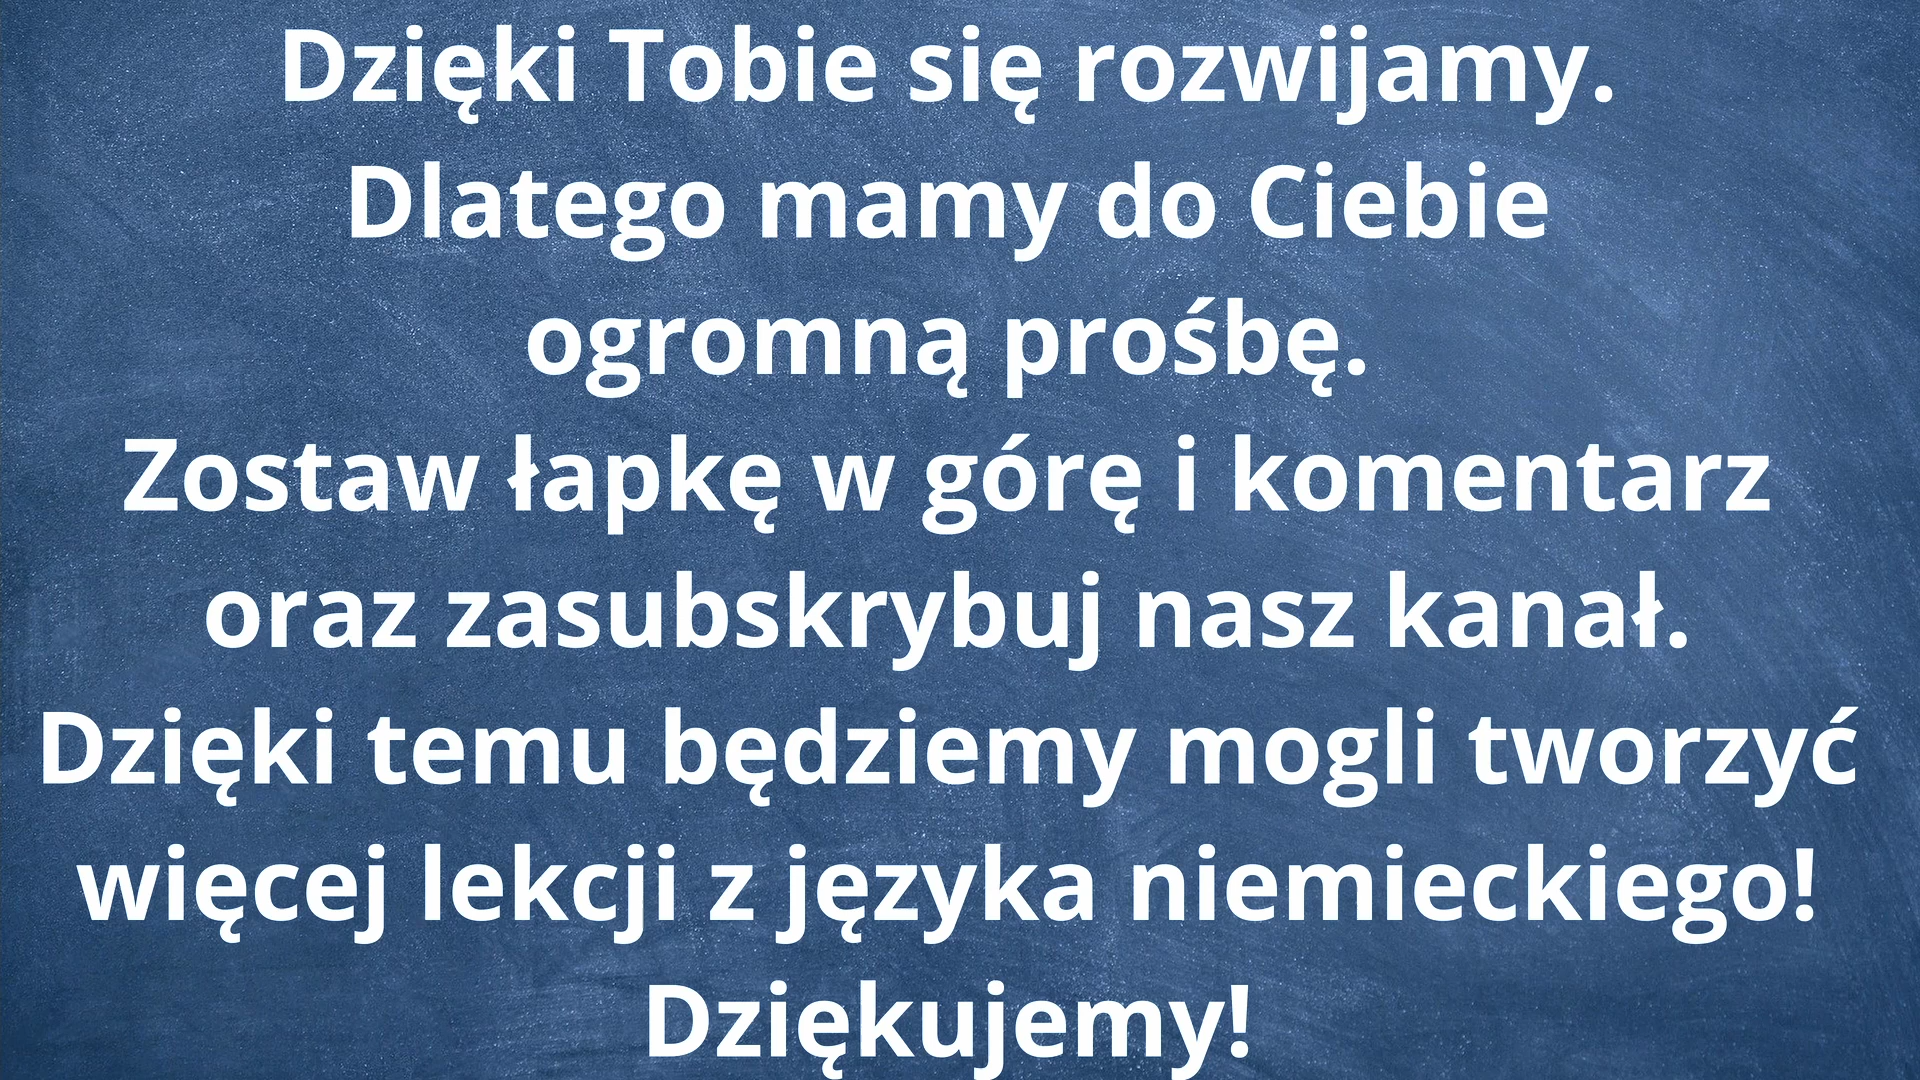 Dzięki Tobie się rozwijamy.
Dlatego mamy do Ciebie
ogromną prośbę.
Zostaw łapkę w górę i komentarz
oraz zasubskrybuj nasz kanał.
Dzięki temu będziemy mogli tworzyć
więcej lekcji z języka niemieckiego!
Dziękujemy!